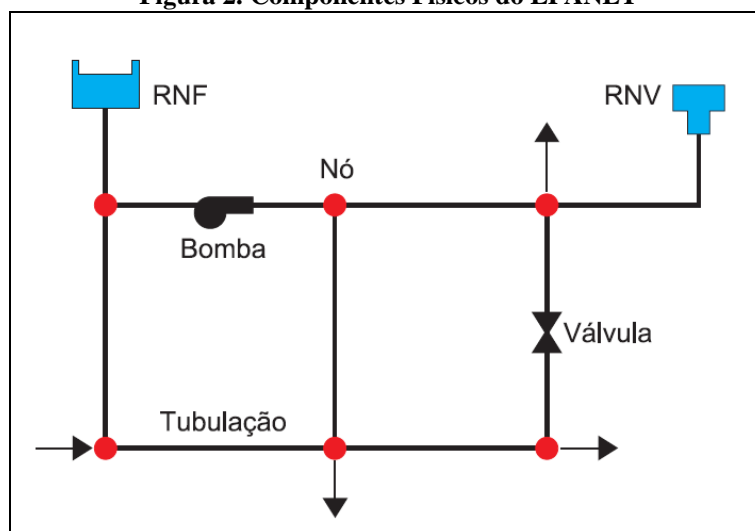 Figura 2. Componentes Físicos do EPANET
RNF
RNV
Nó
Bomba
Válvula
Tubulação